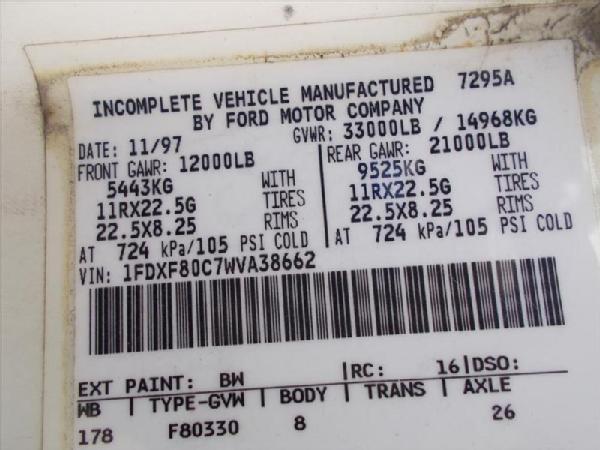 INCOMPLETE VEHICLE MANUFACTURED 7295A
BY FORD MOTOR COMPANY
DATE: 11/97 GVWR: 33000LB / 14968KG
FRONT GAWR: 12000LB REAR GAWR: 21000LB
5443KG WITH 9525KG WITH
11RX22.5G TIRES 11RX22.5G TIRES
22.5X8.25 RIMS 22.5X8.25 RIMS
AT 724 kPa/105 PSI COLD AT 724 kPa/105 PSI COLD
VIN: 1FDXF80C7WVA38662
EXT PAINT: BW |RC: 16|DSO:
WB | TYPE-GVW | BODY | TRANS | AXLE
178 F80330 8 26